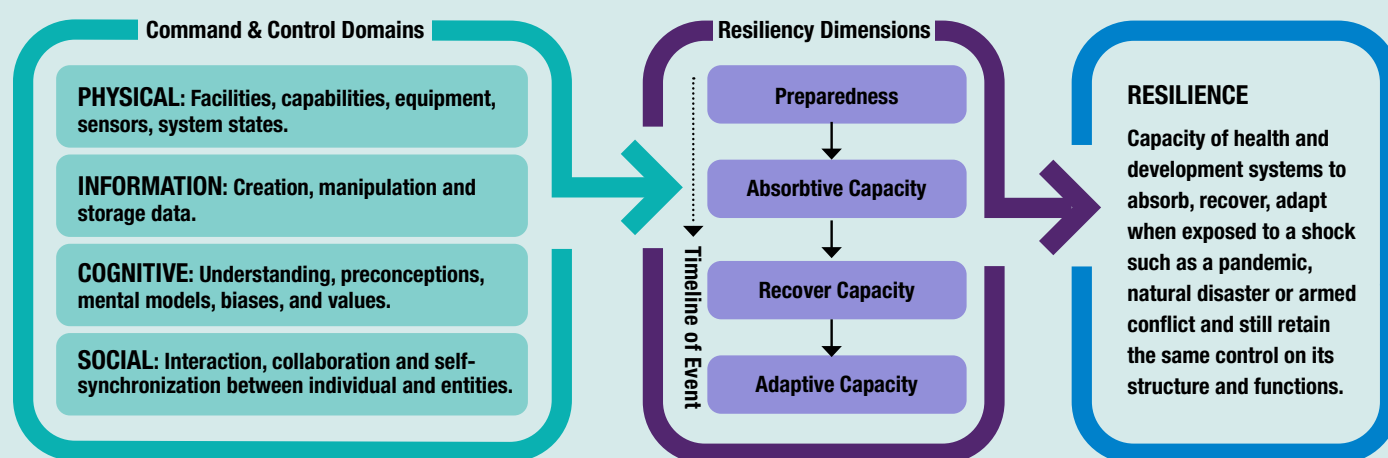 Command & Control Domains
PHYSICAL: Facilities, capabilities, equipment,
sensors, system states.
INFORMATION: Creation, manipulation and
storage data.
COGNITIVE: Understanding, preconceptions,
mental models, biases, and values.
SOCIAL: Interaction, collaboration and self-
synchronization between individual and entities.
Resiliency Dimensions
Timeline of Event
Preparedness
Absorbtive Capacity
Recover Capacity
Adaptive Capacity
RESILIENCE
Capacity of health and
development systems to
absorb, recover, adapt
when exposed to a shock
such as a pandemic,
natural disaster or armed
conflict and still retain
the same control on its
structure and functions.